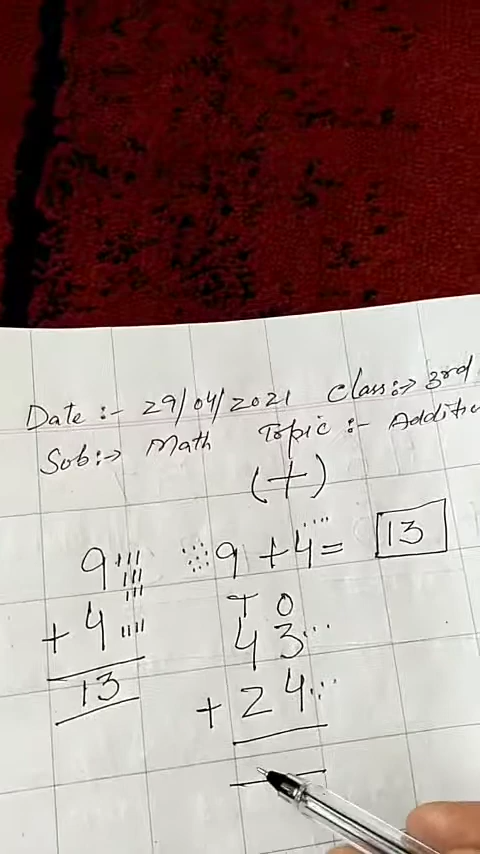 Date :- 29/04/2021 Class:-> 3rd
Sub:-> Math Topic :- Additio
(+)
9
+ 4
13
9 + 4 = 13
T O
4 3
+ 2 4